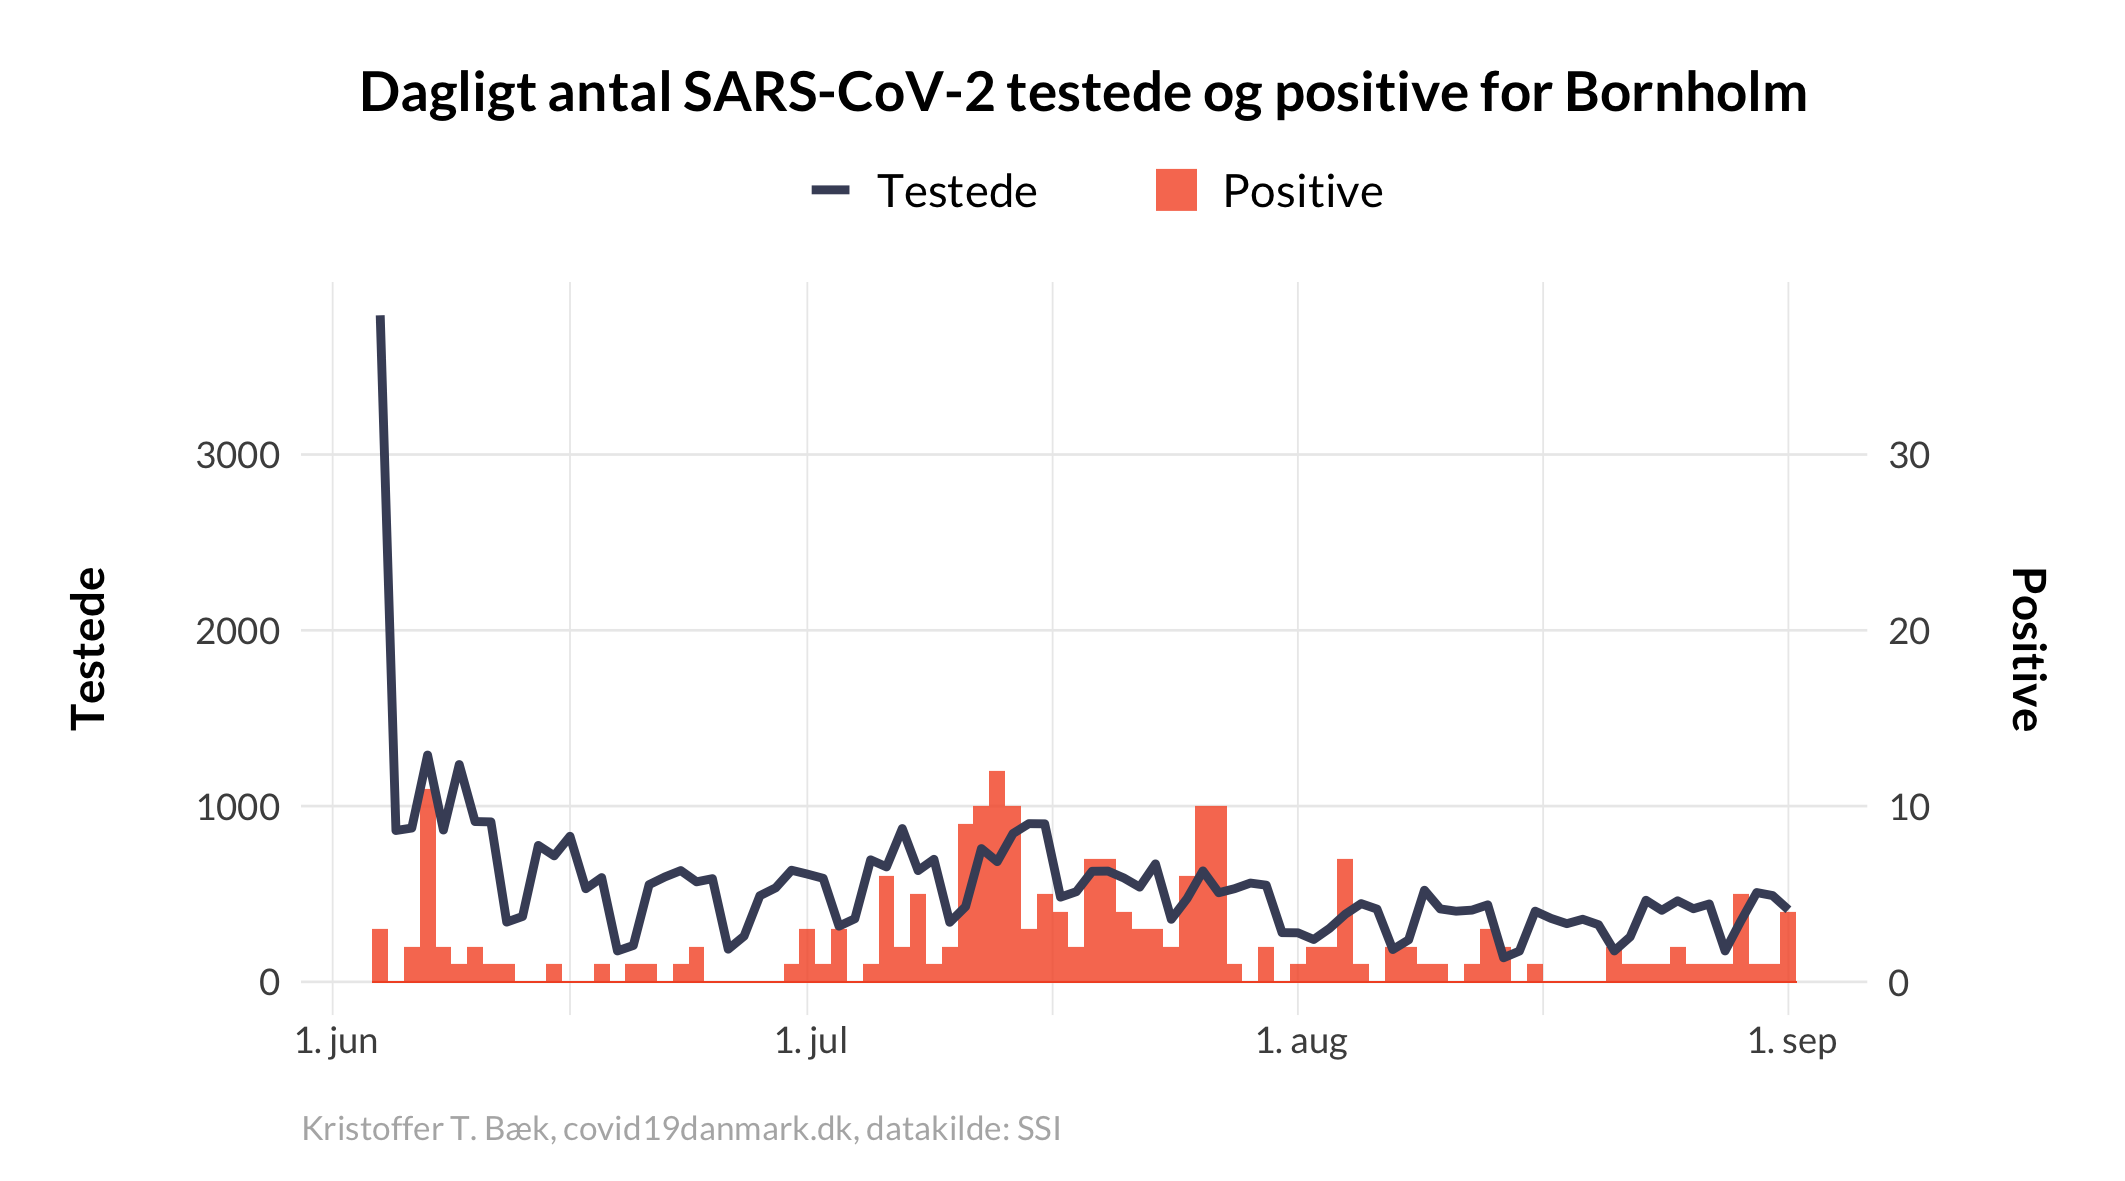 Dagligt antal SARS-CoV-2 testede og positive for Bornholm
Testede
Positive
Testede
3000
2000
1000
0
30
20
10
0
Positive
1. jun
1. jul
1. aug
1. sep
Kristoffer T. Bæk, covid19danmark.dk, datakilde: SSI